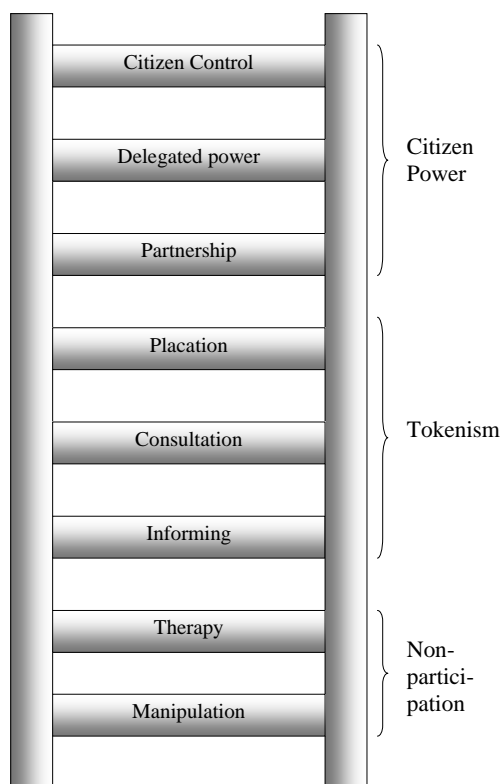 Citizen Control
Delegated power
Partnership
Citizen
Power
Placation
Consultation
Informing
Tokenism
Therapy
Manipulation
Non-
partici-
pation